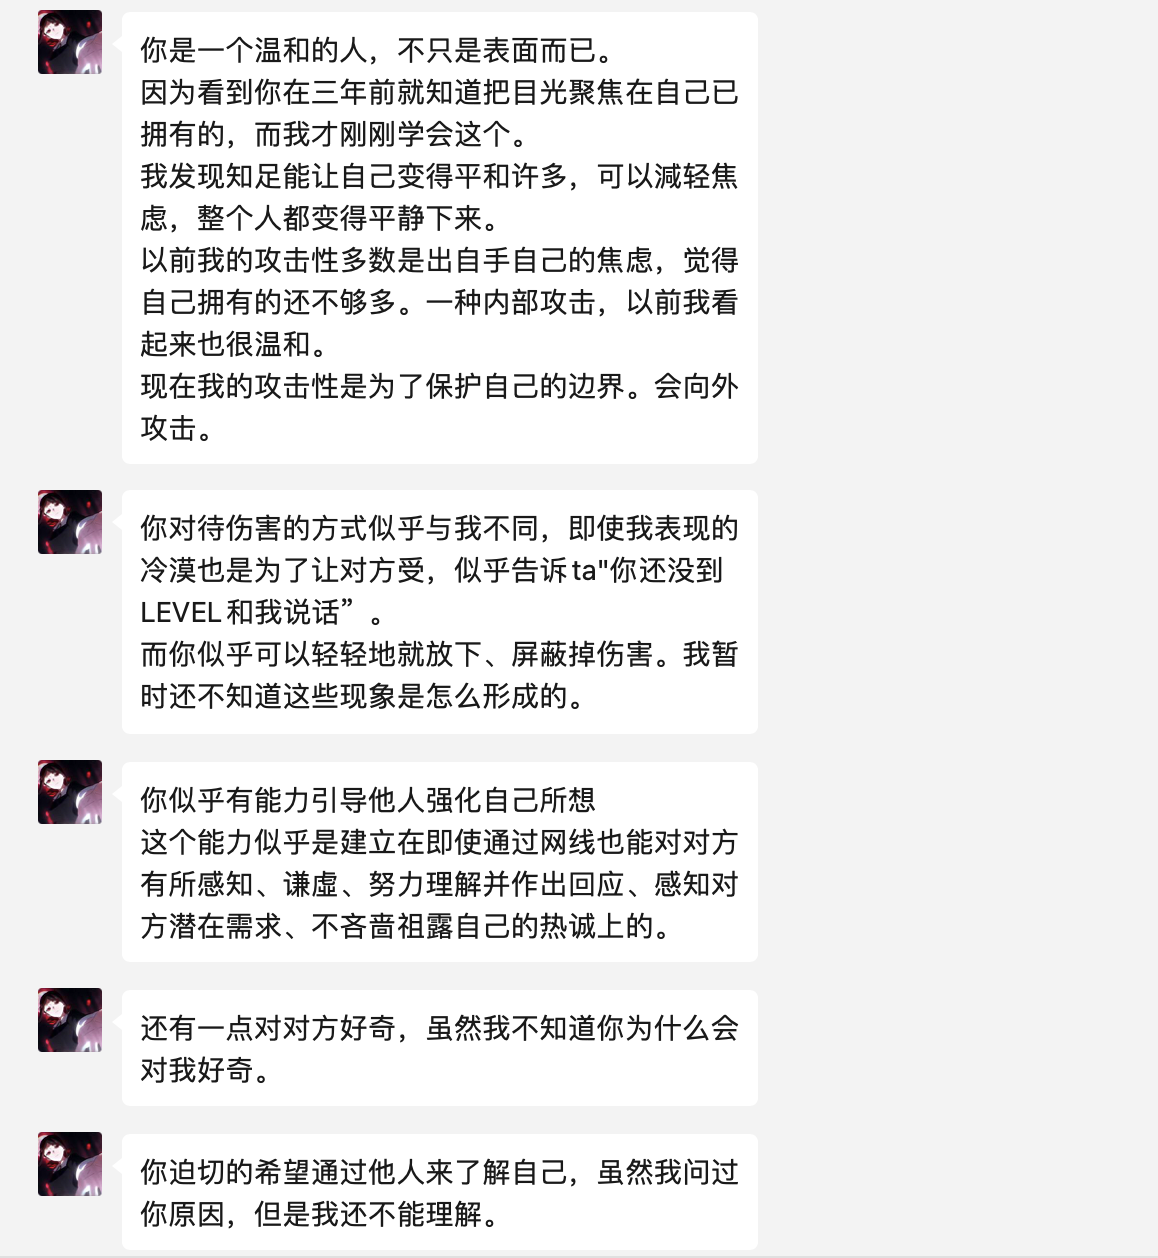 你是一个温和的人，不只是表面而已。
因为看到你在三年前就知道把目光聚焦在自己已
拥有的，而我才刚刚学会这个。
我发现知足能让自己变得平和许多，可以減轻焦
虑，整个人都变得平静下来。
以前我的攻击性多数是出自手自己的焦虑，觉得
自己拥有的还不够多。一种内部攻击，以前我看
起来也很温和。
现在我的攻击性是为了保护自己的边界。会向外
攻击。
你对待伤害的方式似乎与我不同，即使我表现的
冷漠也是为了让对方受，似乎告诉ta"你还没到
LEVEL和我说话”。
而你似乎可以轻轻地就放下、屏蔽掉伤害。我暂
时还不知道这些现象是怎么形成的。
你似乎有能力引导他人强化自己所想
这个能力似乎是建立在即使通过网线也能对对方
有所感知、谦虛、努力理解并作出回应、感知对
方潜在需求、不吝啬祖露自己的热诚上的。
还有一点对对方好奇，虽然我不知道你为什么会
对我好奇。
你迫切的希望通过他人来了解自己，虽然我问过
你原因，但是我还不能理解。